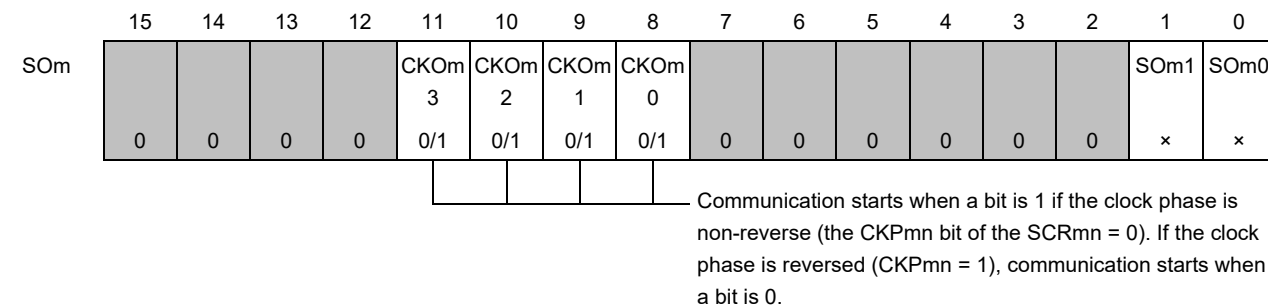 15 14 13 12 11 10 9 8 7 6 5 4 3 2 1 0
SOm CKOm CKOm CKOm CKOm SOm1 SOm0
3 2 1 0
0 0 0 0 0/1 0/1 0/1 0/1 0 0 0 0 0 0 × ×
Communication starts when a bit is 1 if the clock phase is
non-reverse (the CKPmn bit of the SCRmn = 0). If the clock
phase is reversed (CKPmn = 1), communication starts when
a bit is 0.